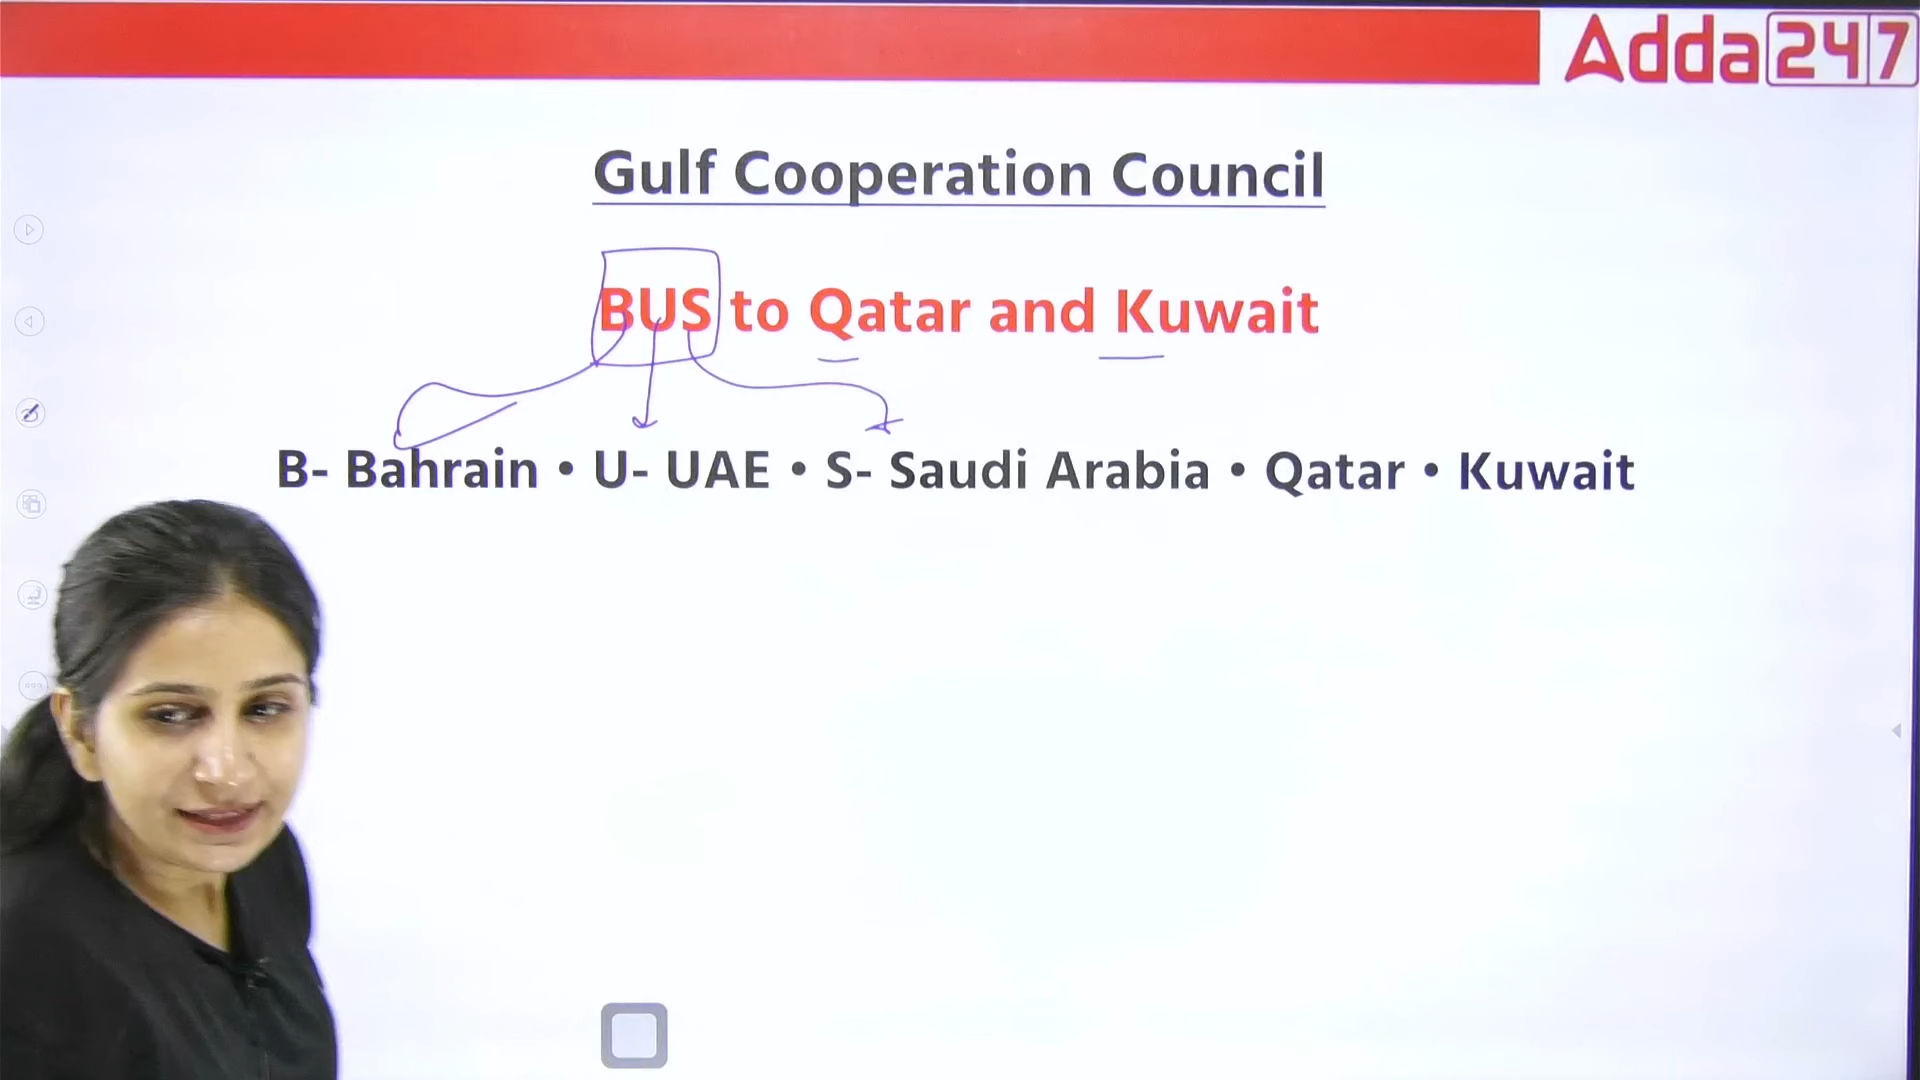 Adda247
Gulf Cooperation Council
BUS to Qatar and Kuwait
B- Bahrain • U- UAE • S- Saudi Arabia • Qatar • Kuwait